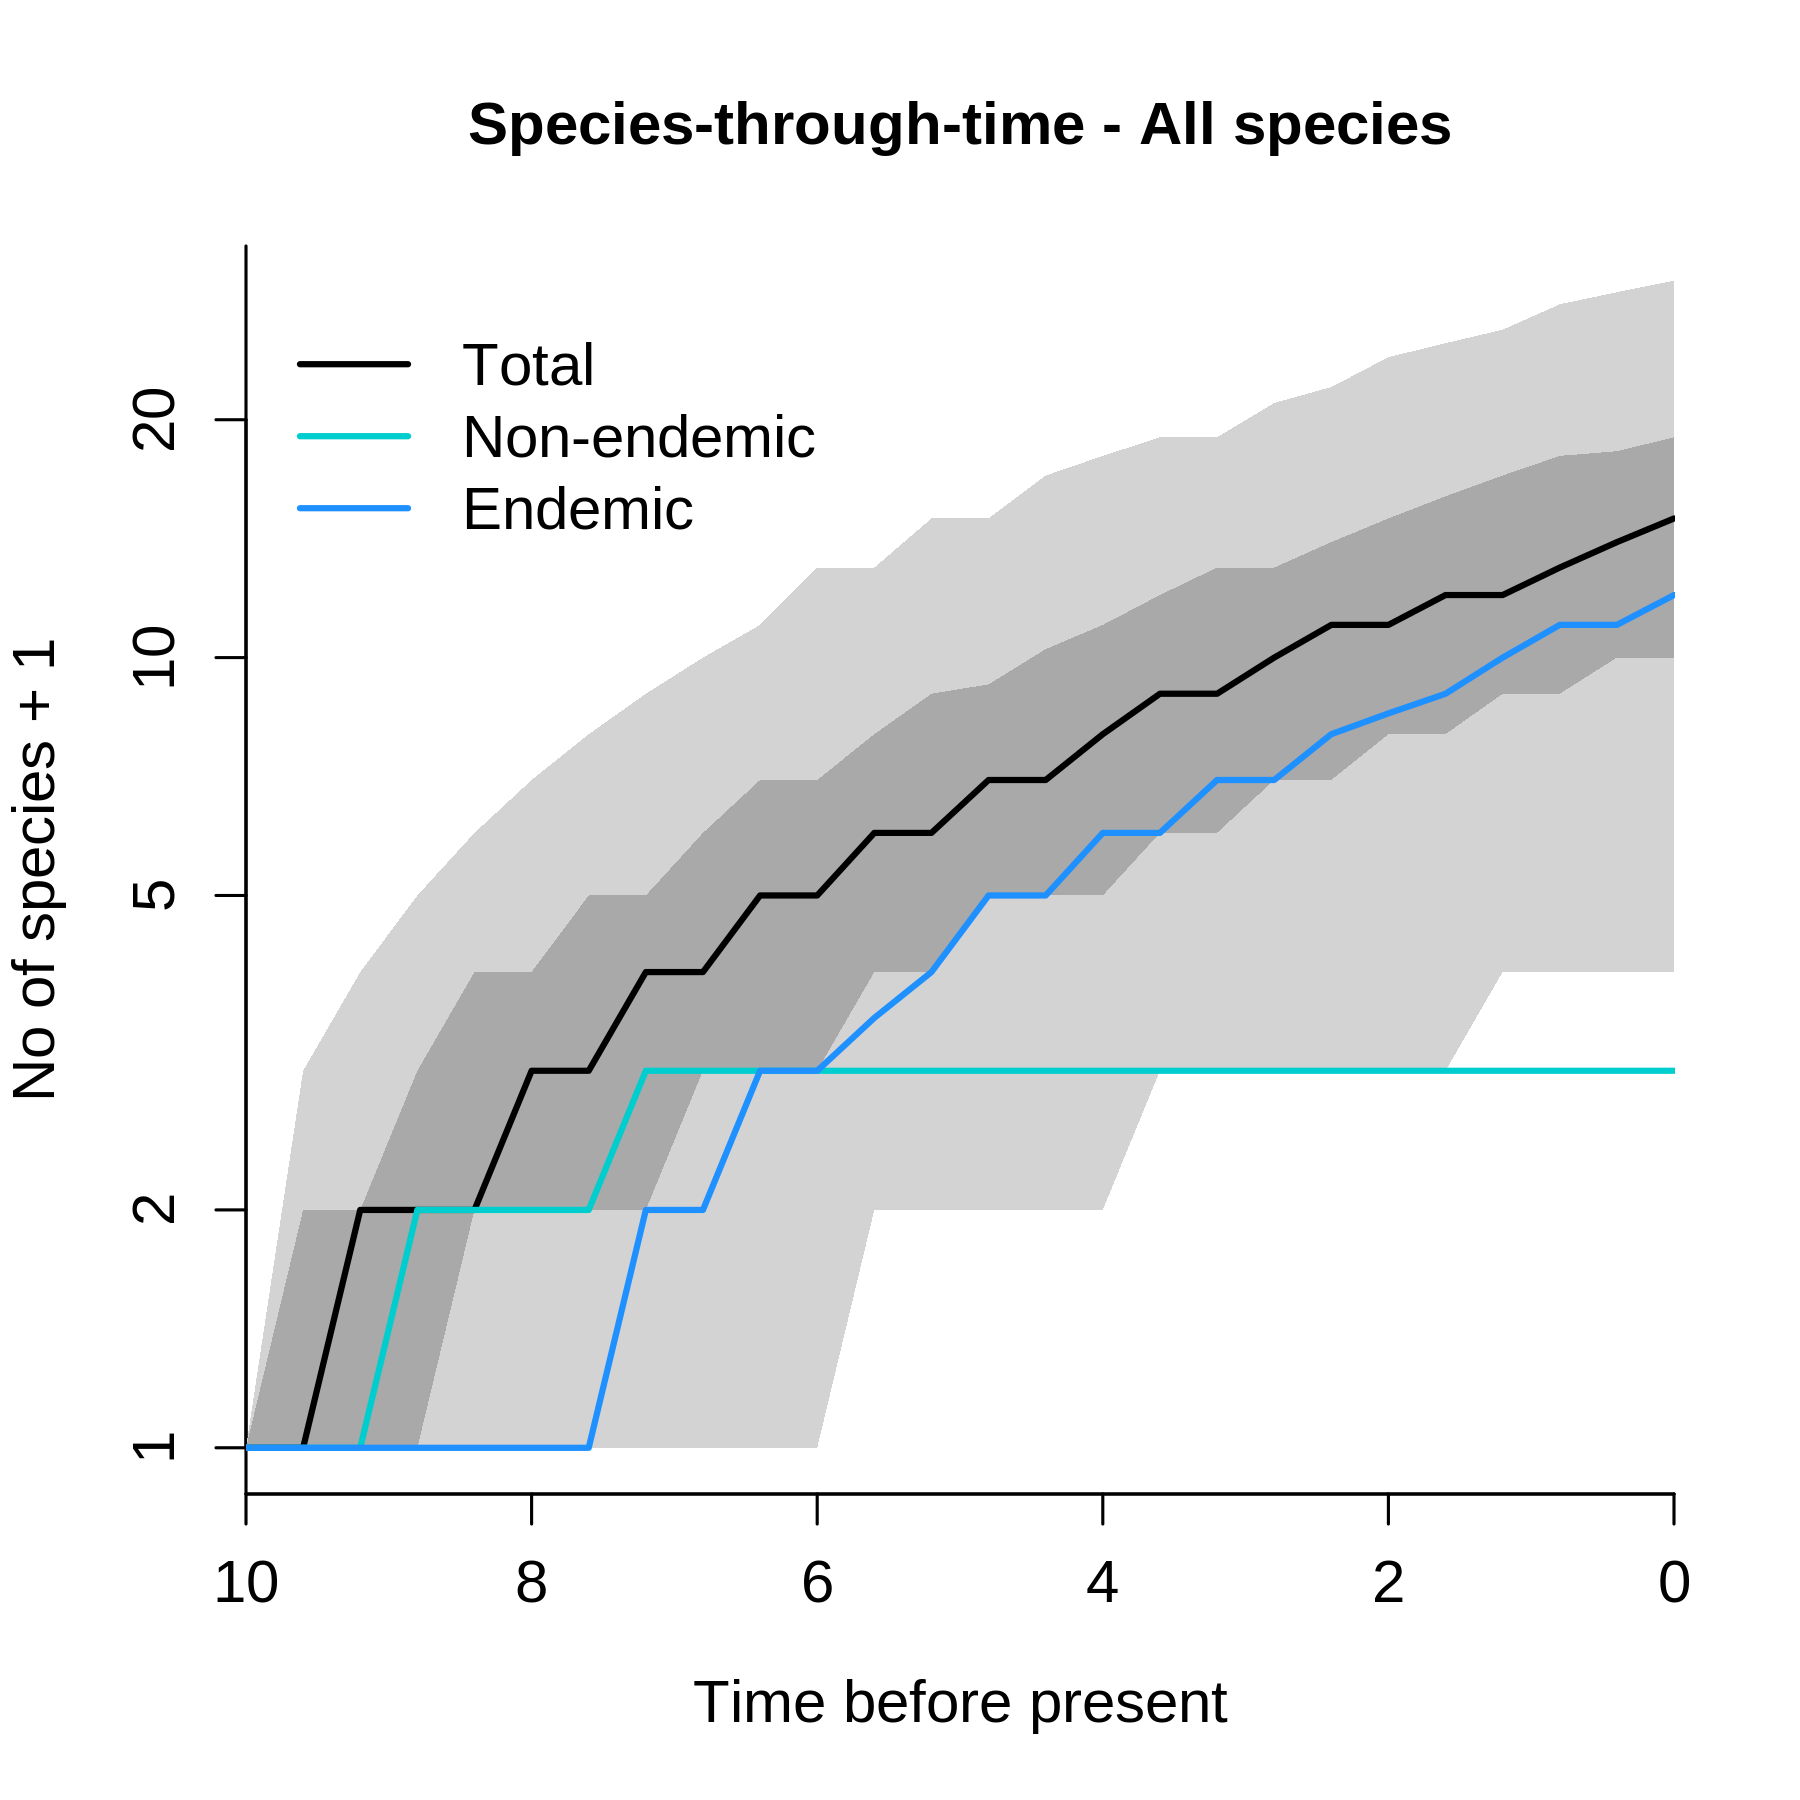 Species-through-time - All species
Total
Non-endemic
Endemic
No of species + 1
20
10
5
2
1
10 8 6 4 2 0
Time before present